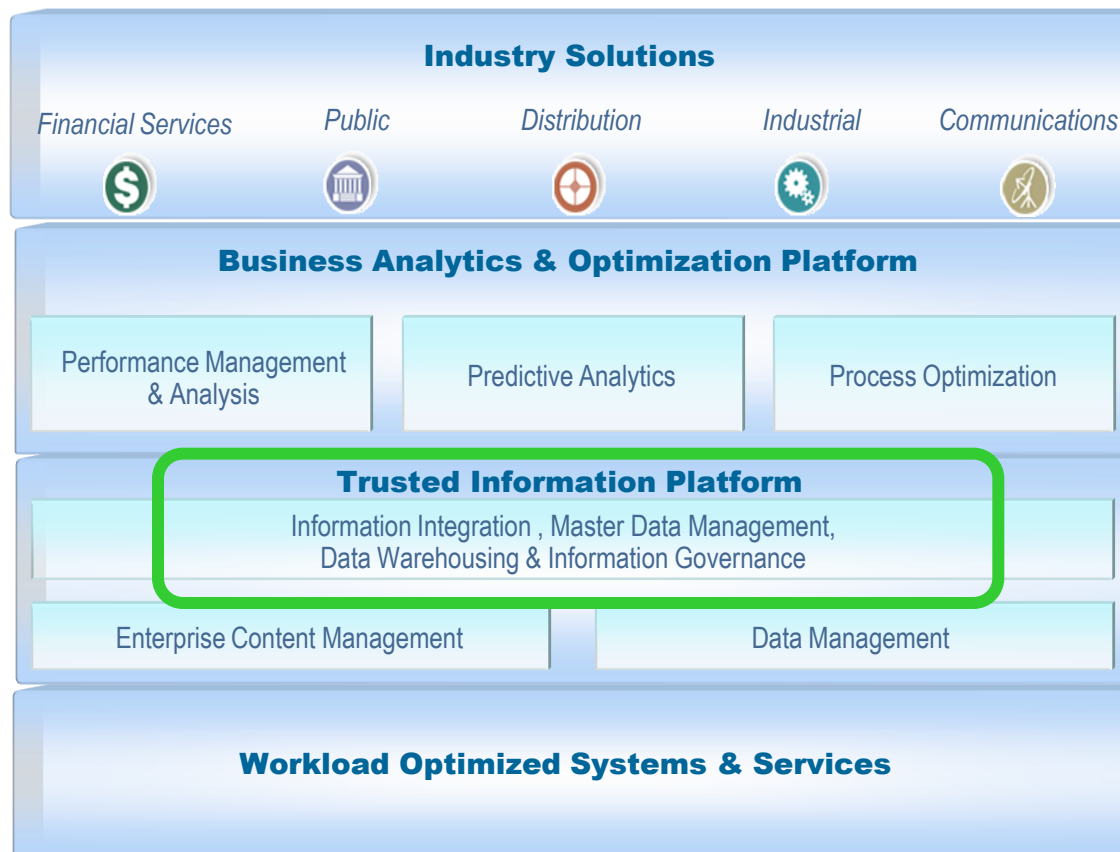 Industry Solutions
Financial Services Public Distribution Industrial Communications
$
Business Analytics & Optimization Platform
Performance Management
& Analysis
Predictive Analytics
Process Optimization
Trusted Information Platform
Information Integration , Master Data Management,
Data Warehousing & Information Governance
Enterprise Content Management
Data Management
Workload Optimized Systems & Services